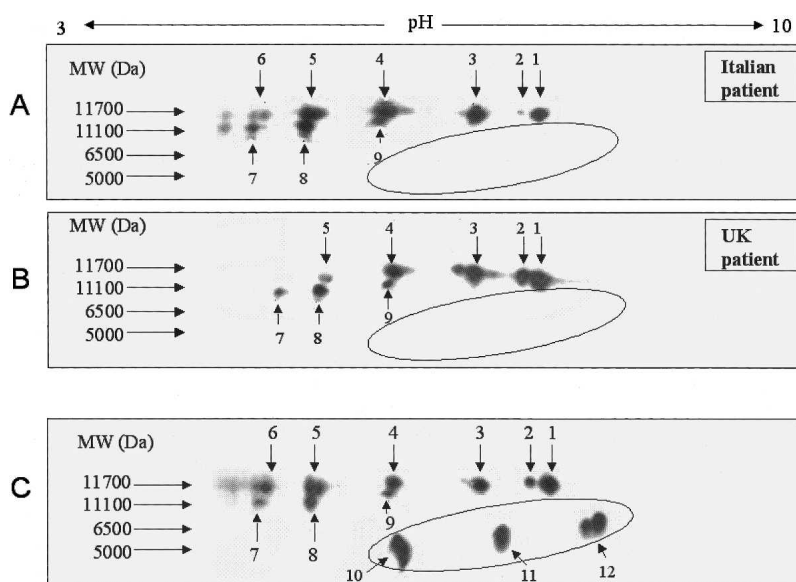 3 pH 10
A
MW (Da)
6 5 4 3 2 1
Italian
patient
11700
11100
6500
5000
7 8 9
B
MW (Da)
5 4 3 2 1
UK
patient
11700
11100
6500
5000
7 8 9
C
MW (Da)
6 5 4 3 2 1
11700
11100
6500
5000
7 8 9
10 11 12